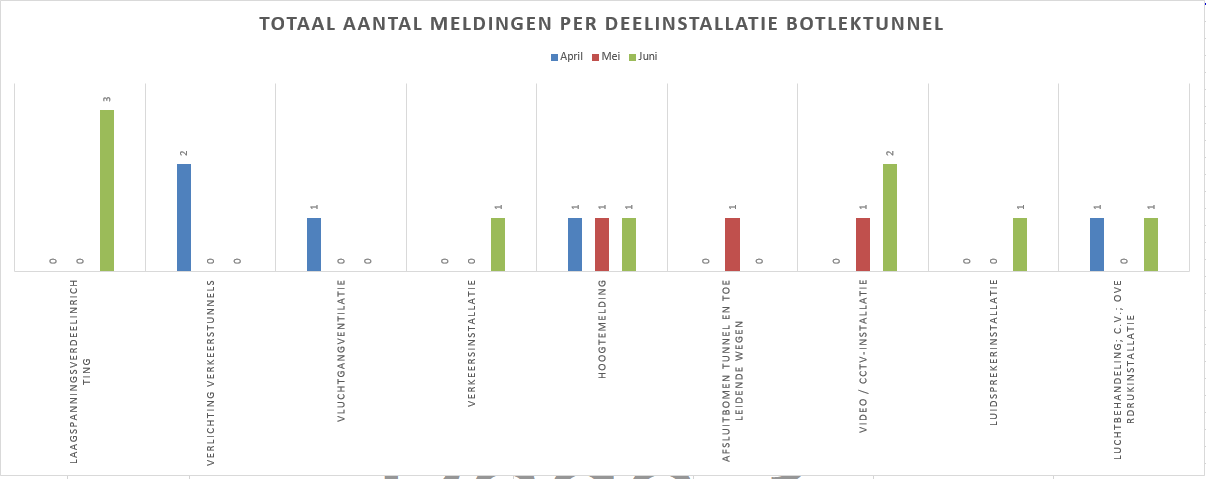 TOTAAL AANTAL MELDINGEN PER DEELINSTALLATIE BOTLEKTUNNEL
April Mei Juni
0 0 3
2 0 0
1 0 0
0 0 1
1 1 1
0 1 0
0 1 2
0 0 1
1 0 1
LAAGSPANNINGSVERDEELINRICH
TING
VERLICHTING VERKEERSTUNNELS
VLUCHTGANGVENTILATIE
VERKEERSINSTALLATIE
HOOGTEMELDING
AFSLUITBOMEN TUNNEL EN TOE
LEIDENDE WEGEN
VIDEO / CCTV-INSTALLATIE
LUIDSPREKERINSTALLATIE
LUCHTBEHANDELING; C.V.; OVE
RDRUKINSTALLATIE